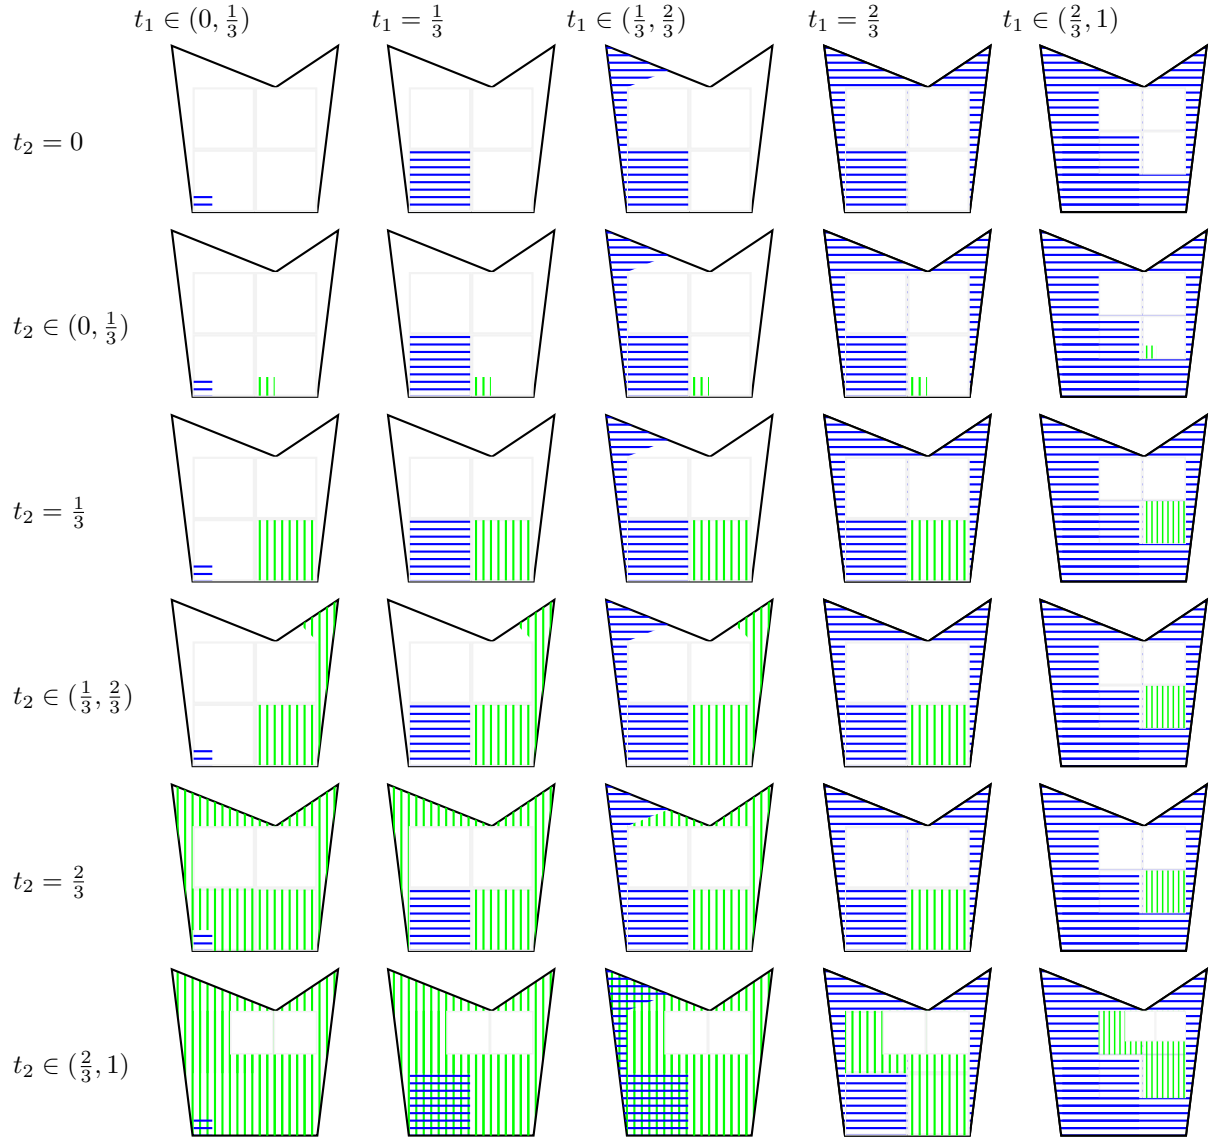 t₁ ∈ (0, 1/3) t₁ = 1/3 t₁ ∈ (1/3, 2/3) t₁ = 2/3 t₁ ∈ (2/3, 1)
t₂ = 0
t₂ ∈ (0, 1/3)
t₂ = 1/3
t₂ ∈ (1/3, 2/3)
t₂ = 2/3
t₂ ∈ (2/3, 1)